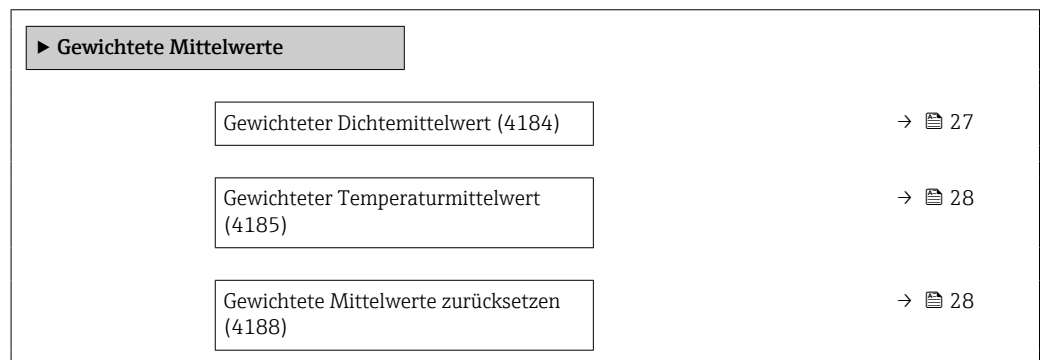 ▶ Gewichtete Mittelwerte
Gewichteter Dichtemittelwert (4184) → 27
Gewichteter Temperaturmittelwert → 28
(4185)
Gewichtete Mittelwerte zurücksetzen → 28
(4188)